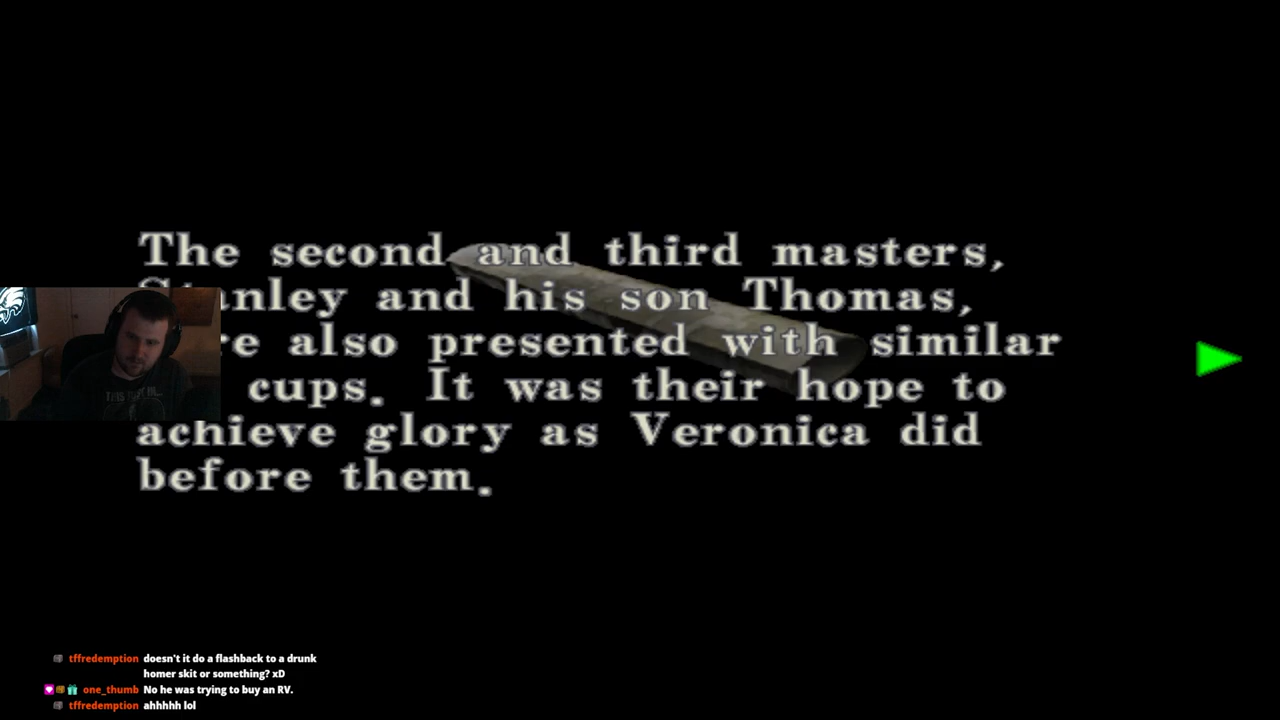 The second and third masters,
anley and his son Thomas,
re also presented with similar
cups. It was their hope to
achieve glory as Veronica did
before them.
tffredemption doesn't it do a flashback to a drunk
homer skit or something? xD
one_thumb No he was trying to buy an RV.
tffredemption ahhhhh lol